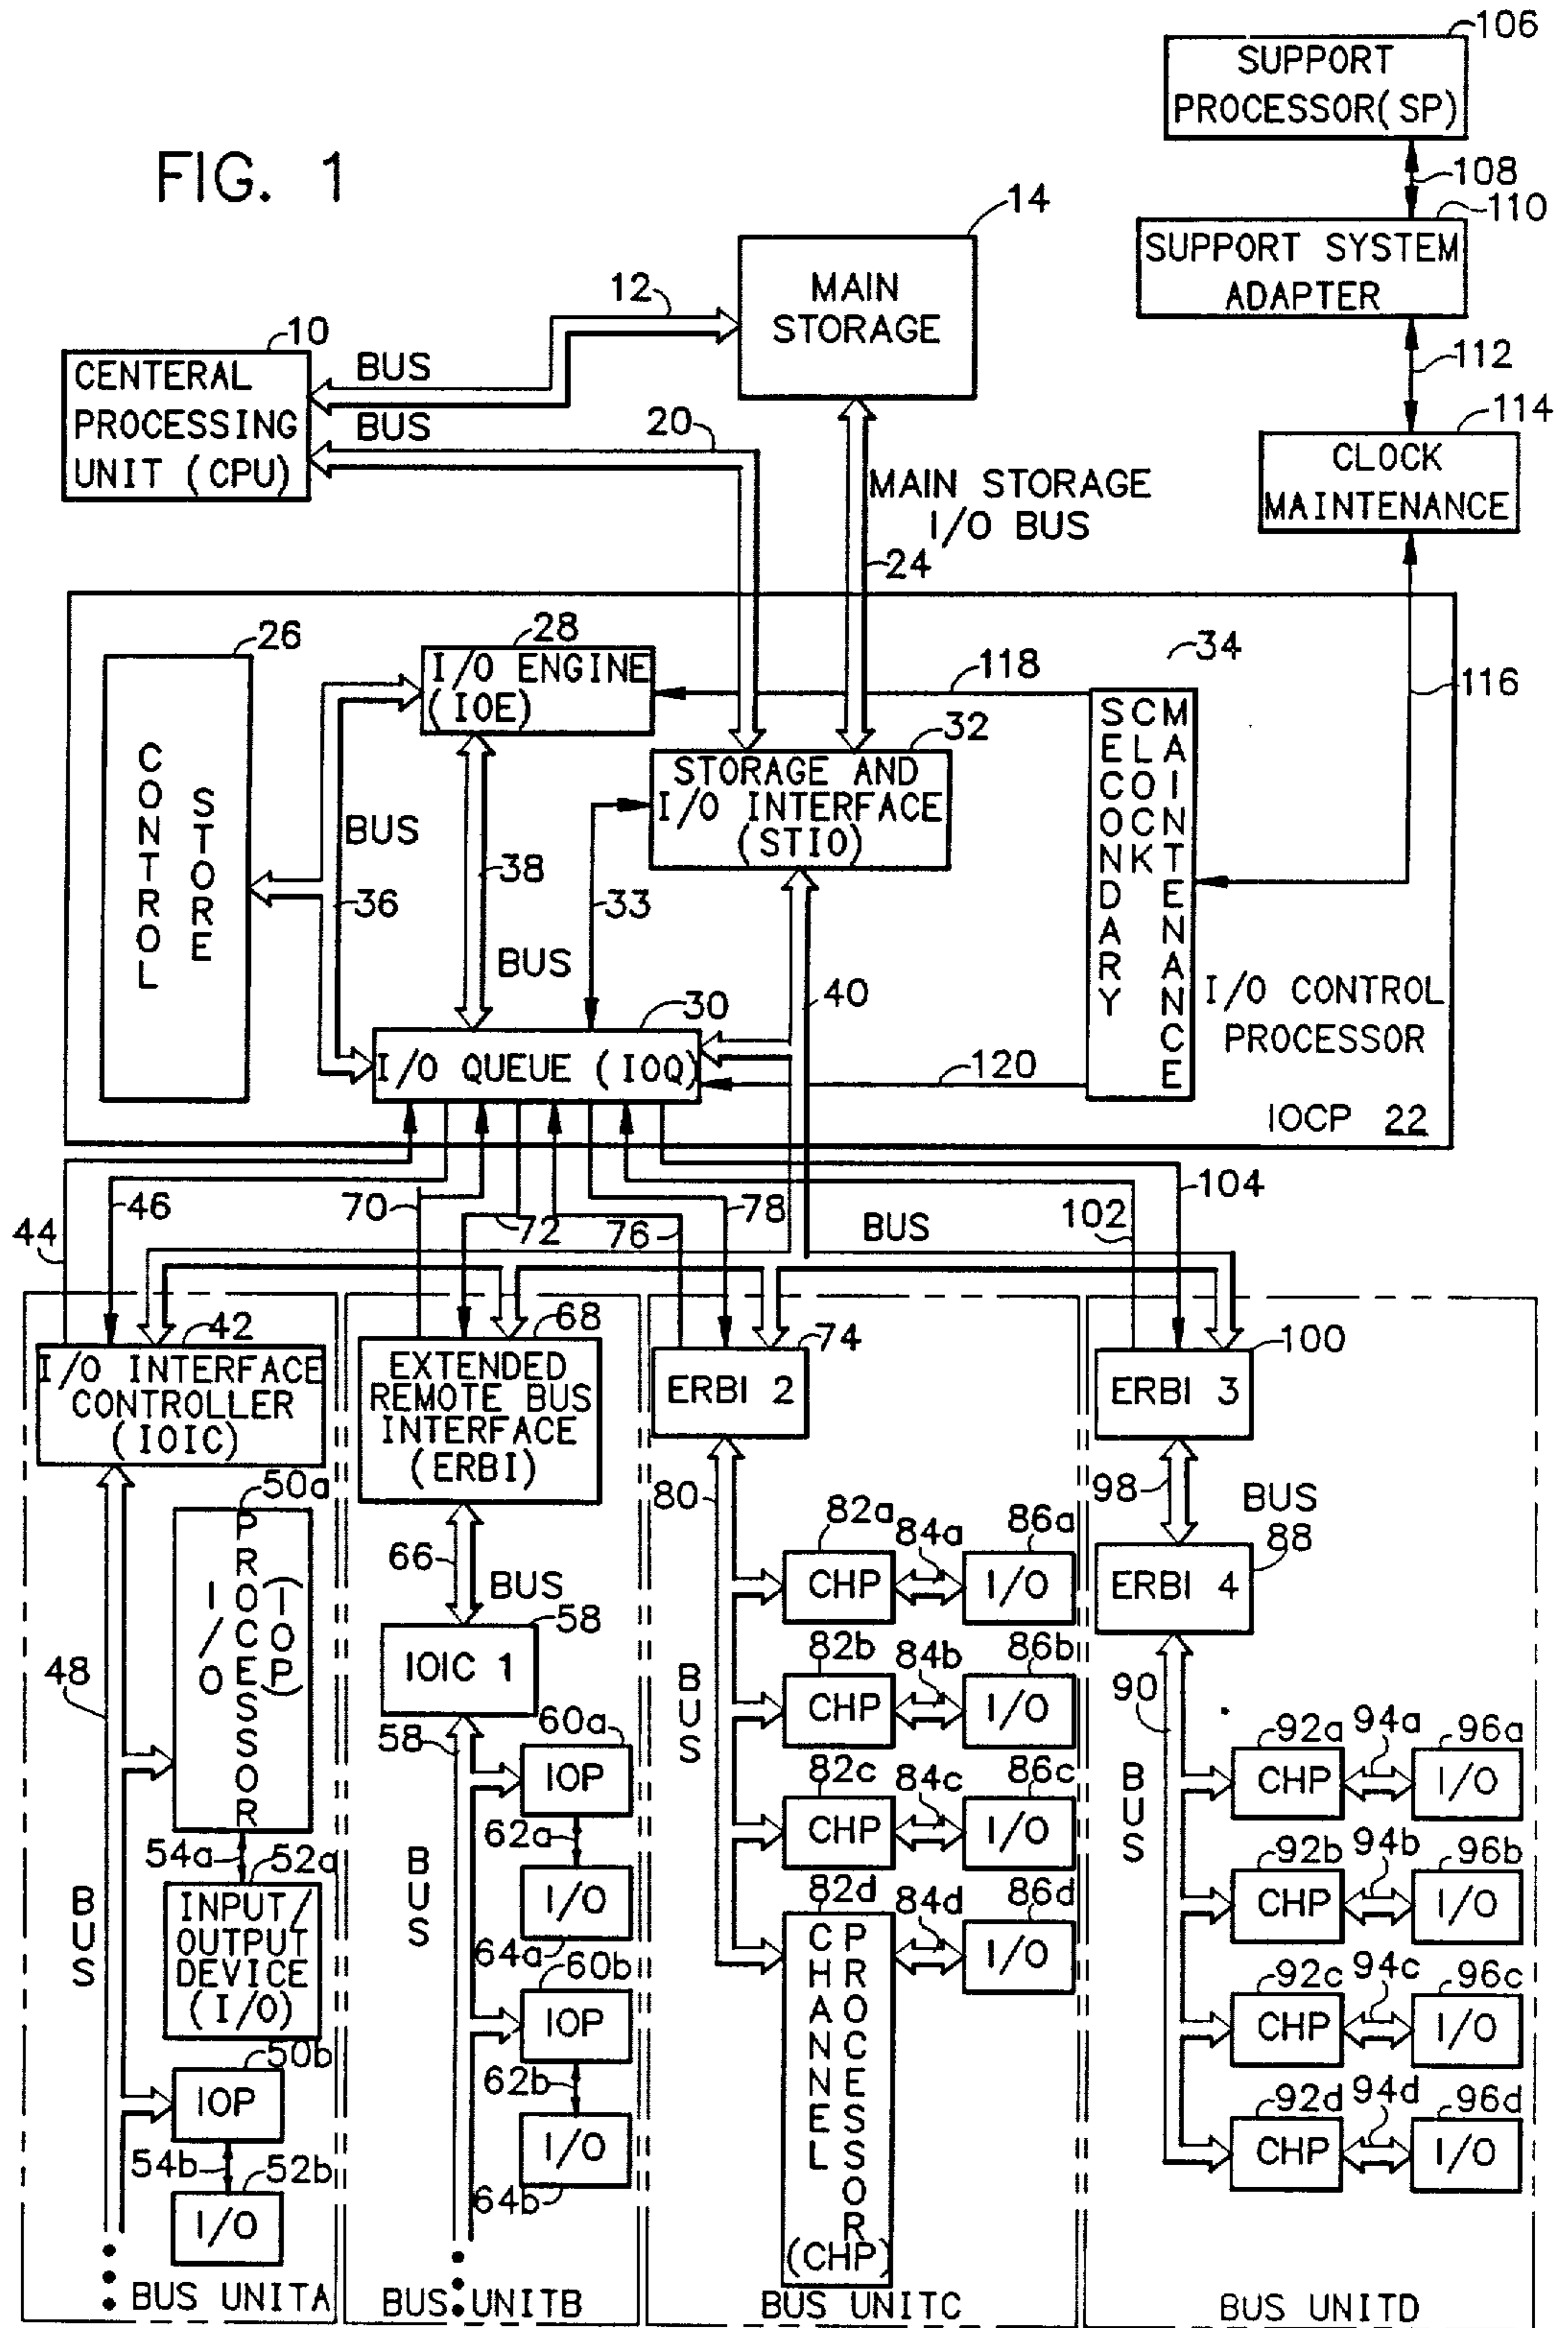 FIG. 1
106
SUPPORT
PROCESSOR(SP)
108
110
SUPPORT SYSTEM
ADAPTER
112
114
CLOCK
MAINTENANCE
116
14
MAIN
STORAGE
12
10
CENTERAL
PROCESSING
UNIT (CPU)
BUS
BUS
20
MAIN STORAGE
I/O BUS
24
26
CONTROL
STORE
28
I/O ENGINE
(IOE)
118
34
SECONDARY
CLOCK
MAINTENANCE
32
STORAGE AND
I/O INTERFACE
(STIO)
BUS
36
38
33
BUS
40
30
I/O QUEUE (IOQ)
120
I/O CONTROL
PROCESSOR
IOCP 22
44
46
70
72
76
78
BUS
102
104
42
I/O INTERFACE
CONTROLLER
(IOIC)
50a
I/O
PROCESSOR
(IOP)
48
54a
52a
BUS
INPUT/
OUTPUT
DEVICE
(I/O)
50b
IOP
54b
52b
I/O
BUS UNITA
68
EXTENDED
REMOTE BUS
INTERFACE
(ERBI)
66
BUS
58
IOIC 1
58
60a
IOP
62a
BUS
I/O
64a
60b
IOP
62b
I/O
64b
BUS UNITB
74
ERBI 2
80
BUS
82a
84a
86a
CHP
I/O
82b
84b
86b
CHP
I/O
82c
84c
86c
CHP
I/O
82d
84d
86d
CHANNEL
PROCESSOR
(CHP)
I/O
BUS UNITC
100
ERBI 3
98
BUS
88
ERBI 4
90
BUS
92a
94a
96a
CHP
I/O
92b
94b
96b
CHP
I/O
92c
94c
96c
CHP
I/O
92d
94d
96d
CHP
I/O
BUS UNITD